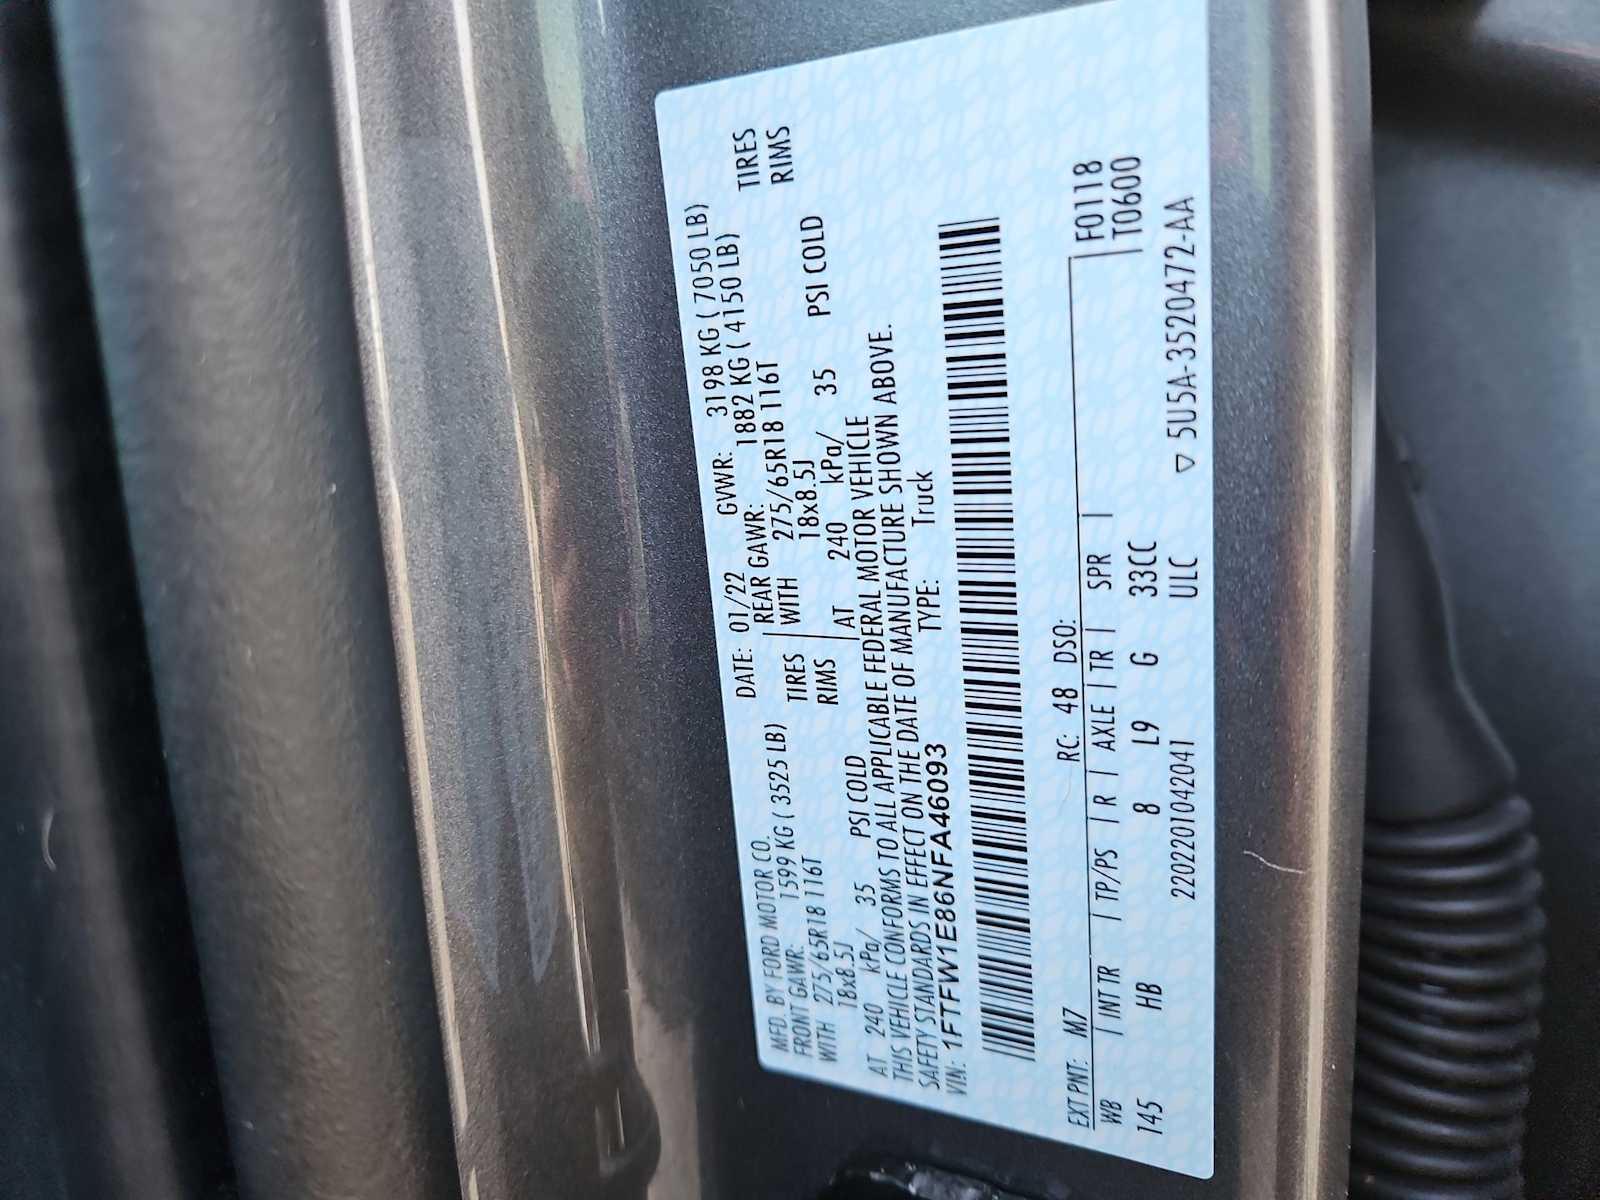 MFD. BY FORD MOTOR CO. DATE: 01/22 GVWR: 3198 KG ( 7050 LB)
FRONT GAWR: 1599 KG ( 3525 LB) REAR GAWR: 1882 KG ( 4150 LB)
WITH 275/65R18 116T TIRES WITH 275/65R18 116T TIRES
18x8.5J RIMS 18x8.5J RIMS
AT 240 kPa/ 35 PSI COLD AT 240 kPa/ 35 PSI COLD
THIS VEHICLE CONFORMS TO ALL APPLICABLE FEDERAL MOTOR VEHICLE
SAFETY STANDARDS IN EFFECT ON THE DATE OF MANUFACTURE SHOWN ABOVE.
VIN: 1FTFW1E86NFA46093 TYPE: Truck
EXT PNT: M7 RC: 48 DSO: F0118
WB | INT TR | TP/PS | R | AXLE | TR | SPR | T0600
145 HB 8 L9 G 33CC
2202201042041 ULC ▽ 5U5A-3520472-AA